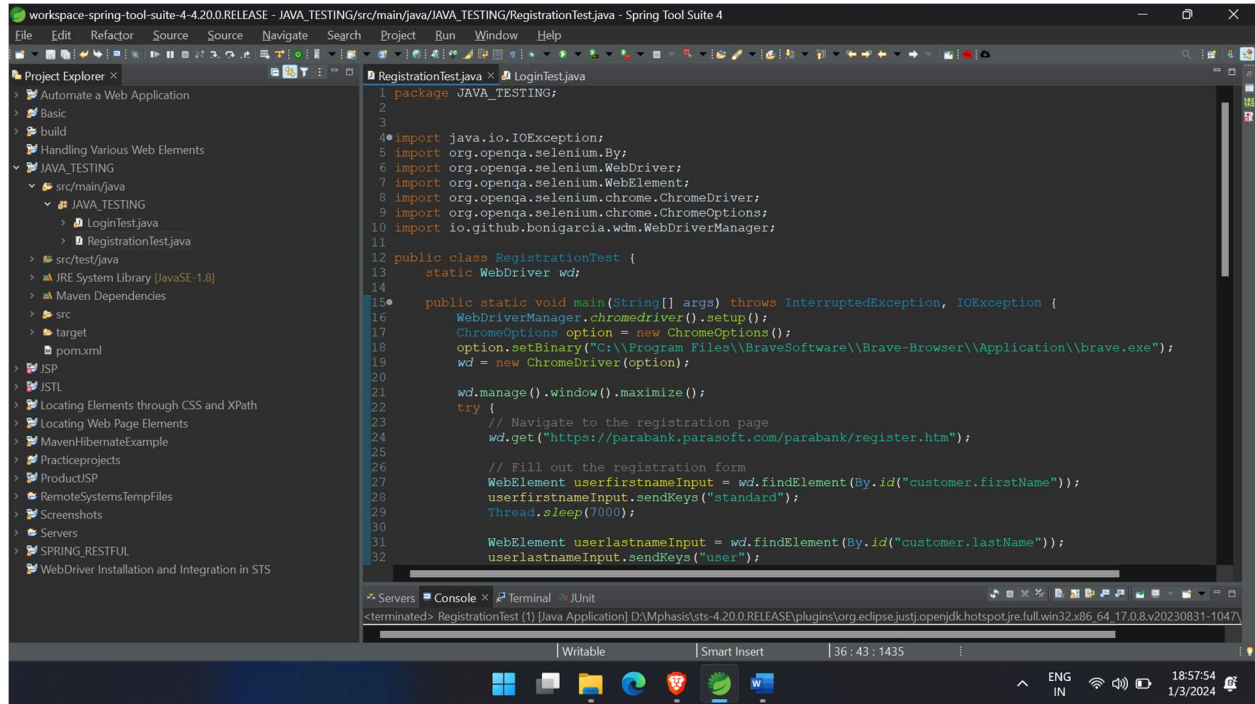 workspace-spring-tool-suite-4-4.20.0.RELEASE - JAVA_TESTING/src/main/java/JAVA_TESTING/RegistrationTest.java - Spring Tool Suite 4
File Edit Refactor Source Source Navigate Search Project Run Window Help
Project Explorer
Automate a Web Application
Basic
build
Handling Various Web Elements
JAVA_TESTING
src/main/java
JAVA_TESTING
LoginTest.java
RegistrationTest.java
src/test/java
JRE System Library [JavaSE-1.8]
Maven Dependencies
src
target
pom.xml
JSP
JSTL
Locating Elements through CSS and XPath
Locating Web Page Elements
MavenHibernateExample
Practiceprojects
ProductJSP
RemoteSystemsTempFiles
Screenshots
Servers
SPRING_RESTFUL
WebDriver Installation and Integration in STS
RegistrationTest.java LoginTest.java
1 package JAVA_TESTING;
2
3
4 import java.io.IOException;
5 import org.openqa.selenium.By;
6 import org.openqa.selenium.WebDriver;
7 import org.openqa.selenium.WebElement;
8 import org.openqa.selenium.chrome.ChromeDriver;
9 import org.openqa.selenium.chrome.ChromeOptions;
10 import io.github.bonigarcia.wdm.WebDriverManager;
11
12 public class RegistrationTest {
13 static WebDriver wd;
14
15 public static void main(String[] args) throws InterruptedException, IOException {
16 WebDriverManager.chromedriver().setup();
17 ChromeOptions option = new ChromeOptions();
18 option.setBinary("C:\\Program Files\\BraveSoftware\\Brave-Browser\\Application\\brave.exe");
19 wd = new ChromeDriver(option);
20
21 wd.manage().window().maximize();
22 try {
23 // Navigate to the registration page
24 wd.get("https://parabank.parasoft.com/parabank/register.htm");
25
26 // Fill out the registration form
27 WebElement userfirstnameInput = wd.findElement(By.id("customer.firstName"));
28 userfirstnameInput.sendKeys("standard");
29 Thread.sleep(7000);
30
31 WebElement userlastnameInput = wd.findElement(By.id("customer.lastName"));
32 userlastnameInput.sendKeys("user");
Servers Console Terminal JUnit
<terminated> RegistrationTest (1) [Java Application] D:\Mphasis\sts-4.20.0.RELEASE\plugins\org.eclipse.justj.openjdk.hotspot.jre.full.win32.x86_64_17.0.8.v20230831-1047\
Writable Smart Insert 36 : 43 : 1435
ENG IN 18:57:54
1/3/2024